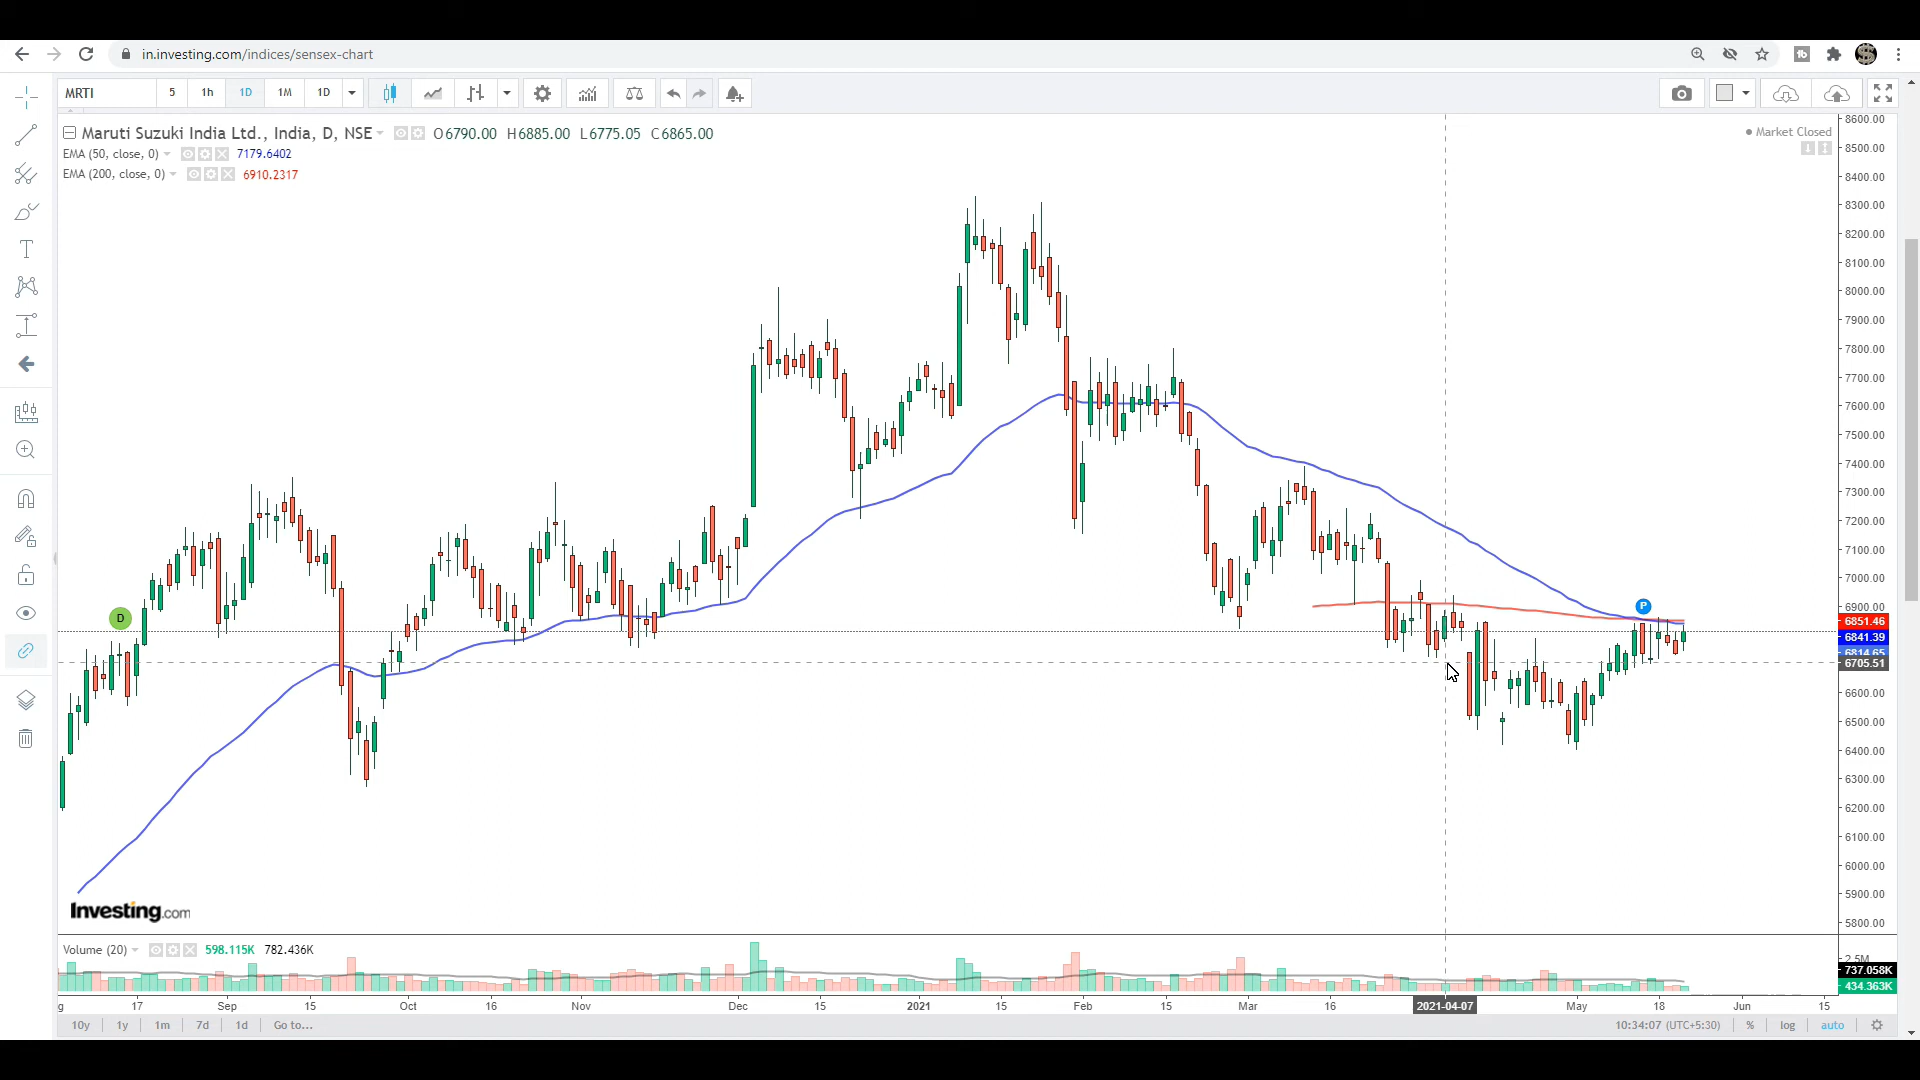 in.investing.com/indices/sensex-chart
MRTI 5 1h 1D 1M 1D
Maruti Suzuki India Ltd., India, D, NSE O6790.00 H6885.00 L6775.05 C6865.00
Market Closed
EMA (50, close, 0) 7179.6402
EMA (200, close, 0) 6910.2317
8600.00
8500.00
8400.00
8300.00
8200.00
8100.00
8000.00
7900.00
7800.00
7700.00
7600.00
7500.00
7400.00
7300.00
7200.00
7100.00
7000.00
6900.00
P
D
6851.46
6841.39
6814.65
6705.51
6600.00
6500.00
6400.00
6300.00
6200.00
6100.00
6000.00
5900.00
5800.00
Investing.com
Volume (20) 598.115K 782.436K
2.5M
737.058K
434.363K
g 17 Sep 15 Oct 16 Nov Dec 15 2021 15 Feb 15 Mar 16 2021-04-07 May 18 Jun 15
10y 1y 1m 7d 1d Go to... 10:34:07 (UTC+5:30) % log auto